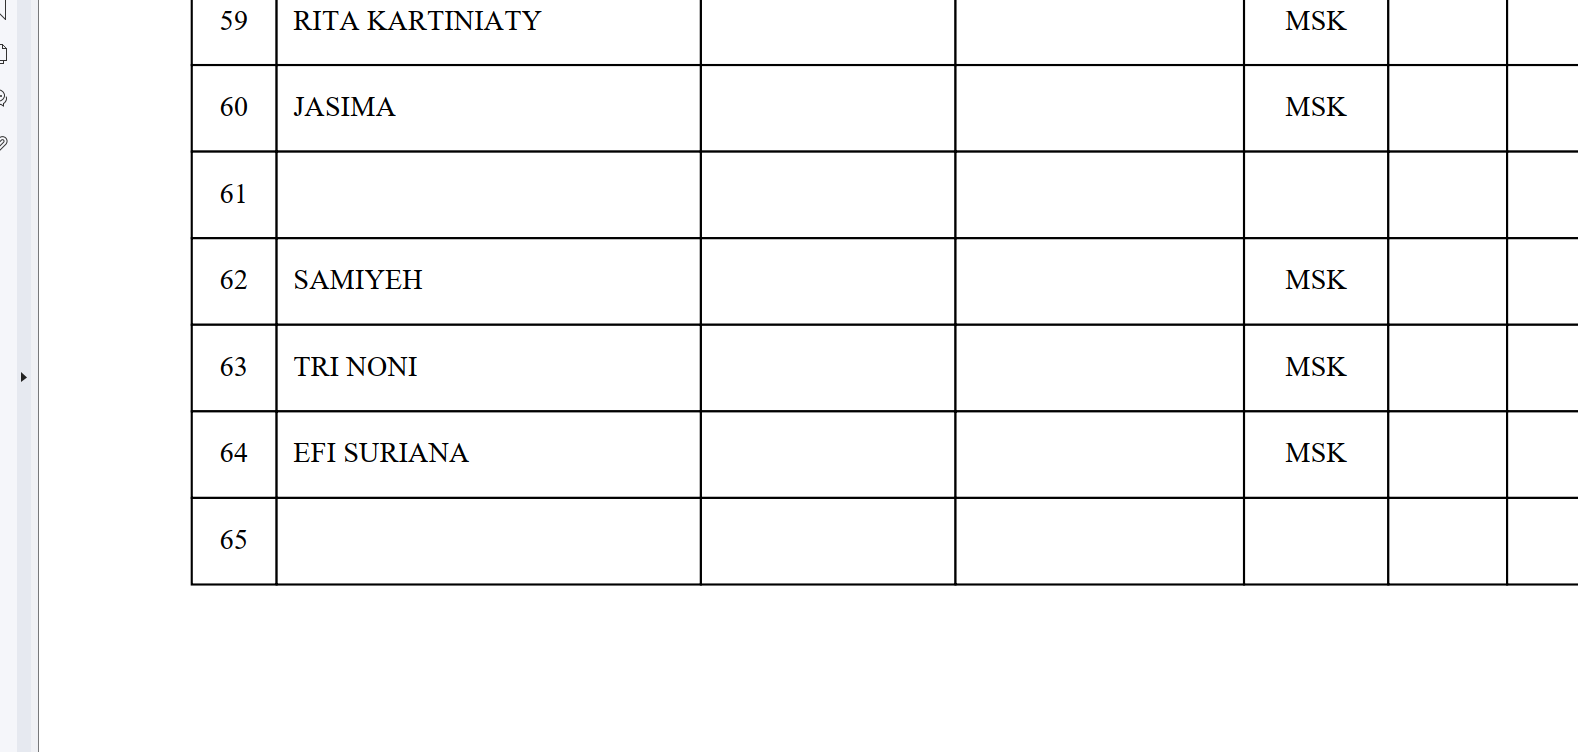 59 RITA KARTINIATY MSK
60 JASIMA MSK
61
62 SAMIYEH MSK
63 TRI NONI MSK
64 EFI SURIANA MSK
65